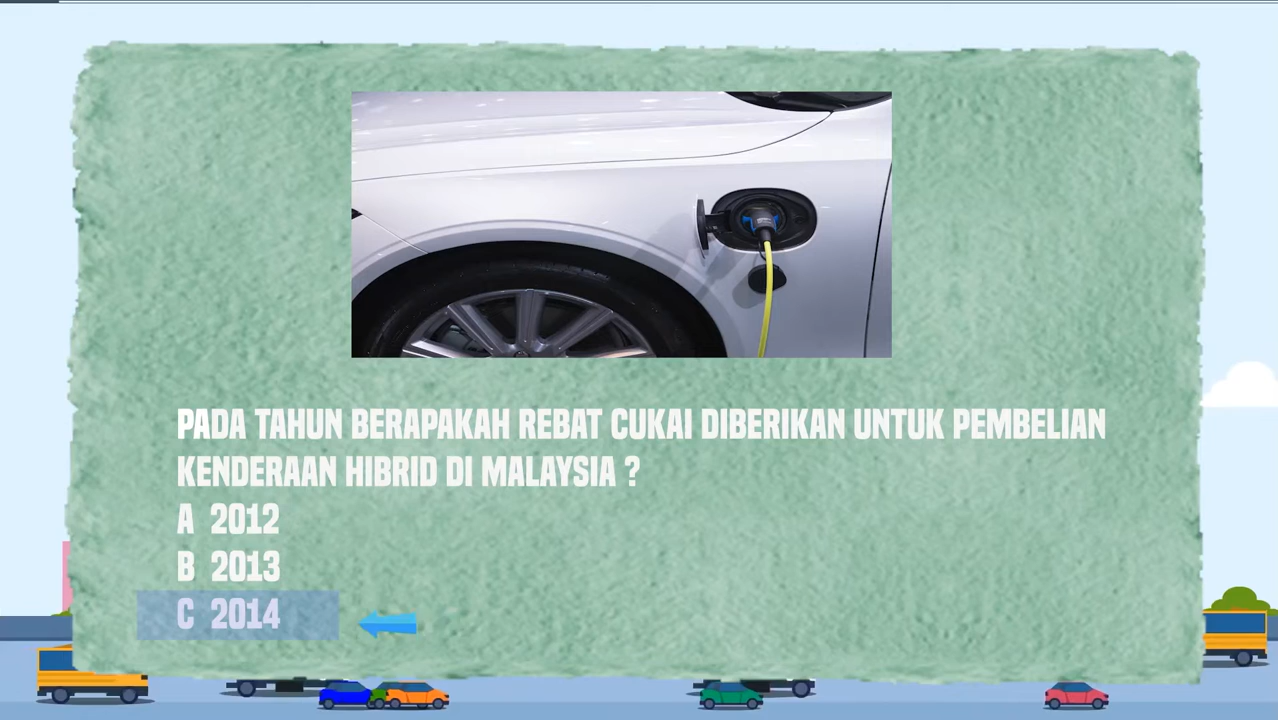 PADA TAHUN BERAPAKAH REBAT CUKAI DIBERIKAN UNTUK PEMBELIAN
KENDERAAN HIBRID DI MALAYSIA ?
A 2012
B 2013
C 2014